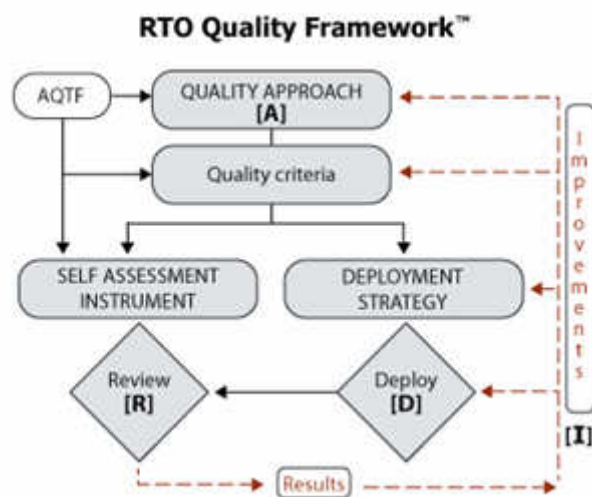 RTO Quality Framework™
AQTF
QUALITY APPROACH
[A]
Quality criteria
SELF ASSESSMENT
INSTRUMENT
DEPLOYMENT
STRATEGY
Review
[R]
Deploy
[D]
Improvements
[I]
Results